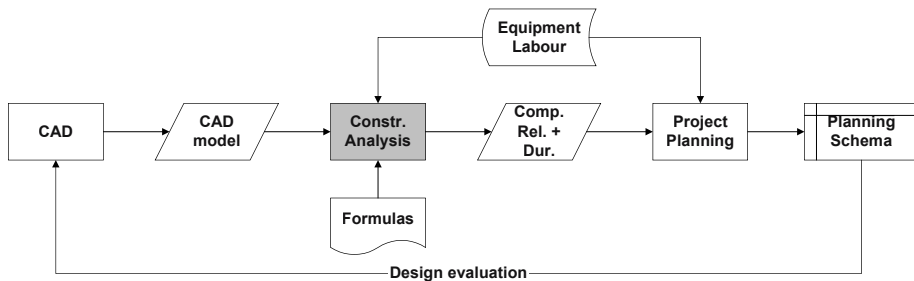 Equipment
Labour
CAD
CAD
model
Constr.
Analysis
Comp.
Rel. +
Dur.
Project
Planning
Planning
Schema
Formulas
Design evaluation